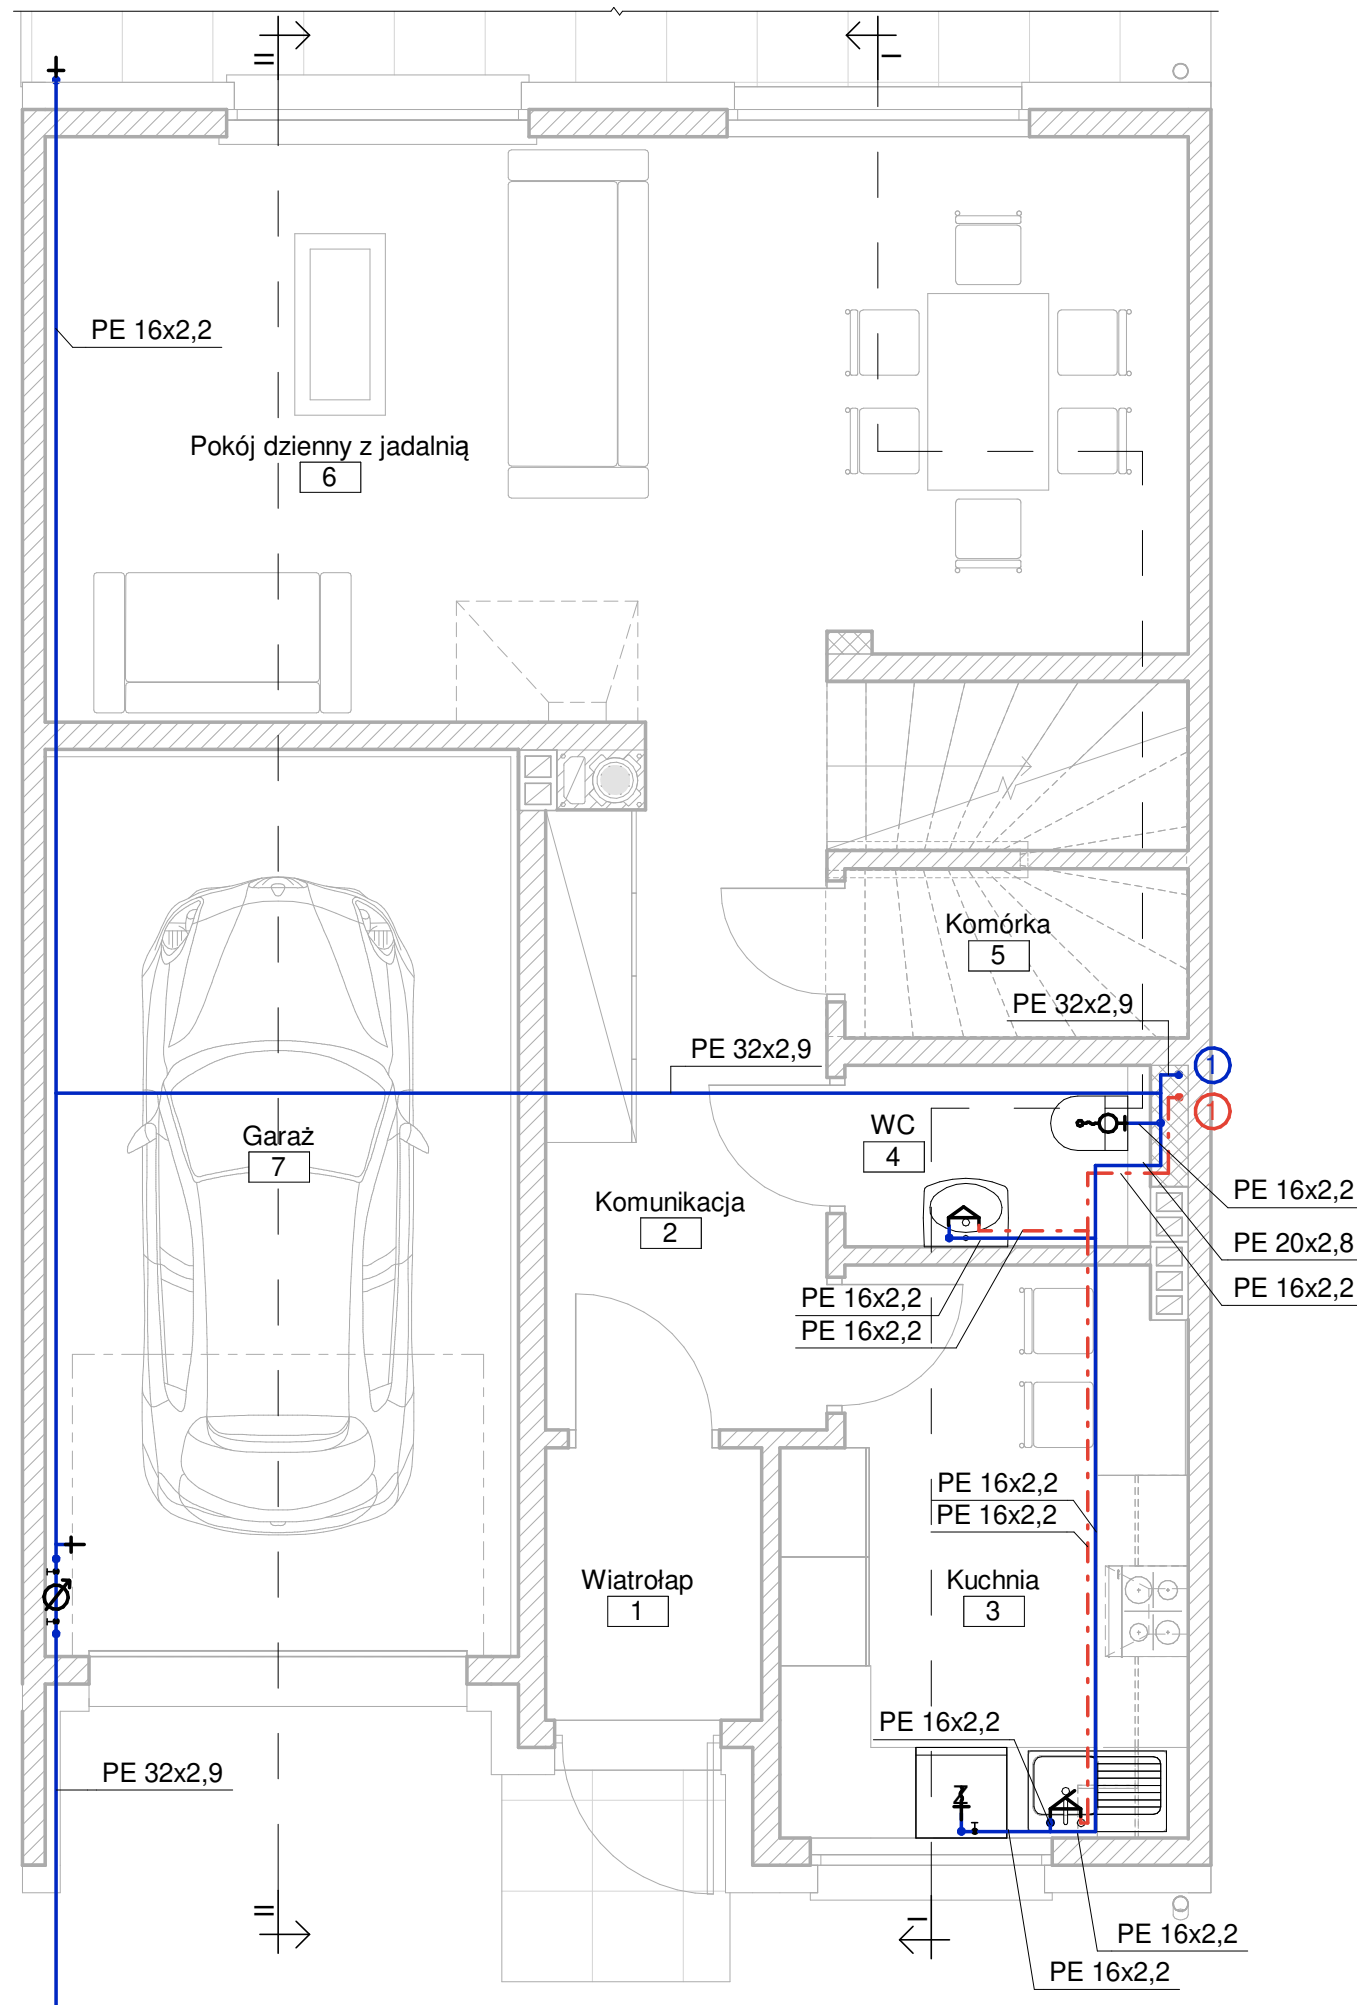 =
I
PE 16x2,2
Pokój dzienny z jadalnią
6
Komórka
5
PE 32x2,9
PE 32x2,9
1
1
WC
4
Garaż
7
PE 16x2,2
Komunikacja
2
PE 20x2,8
PE 16x2,2
PE 16x2,2
PE 16x2,2
PE 16x2,2
PE 16x2,2
Wiatrołap
1
Kuchnia
3
PE 16x2,2
PE 32x2,9
Z
=
I
PE 16x2,2
PE 16x2,2